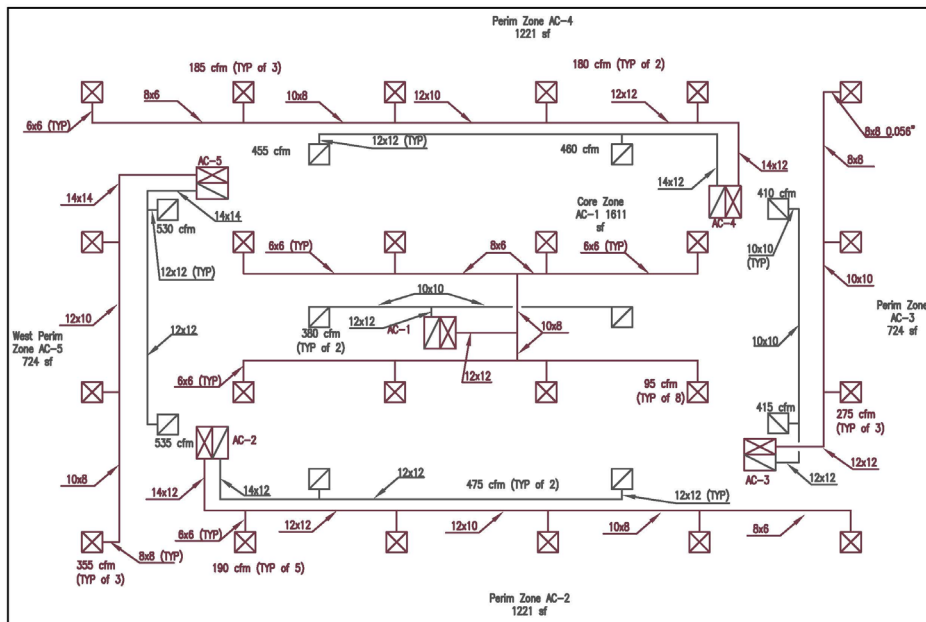 Perim Zone AC-4
1221 sf
185 cfm (TYP of 3)
180 cfm (TYP of 2)
8x6
10x8
12x10
12x12
6x6 (TYP)
8x8 0.056"
455 cfm
12x12 (TYP)
460 cfm
8x8
AC-5
14x12
14x12
14x14
14x14
410 cfm
AC-4
530 cfm
Core Zone
AC-1 1611
sf
12x12 (TYP)
6x6 (TYP)
8x6
6x6 (TYP)
10x10
(TYP)
10x10
10x10
12x10
380 cfm
(TYP of 2)
12x12
AC-1
10x8
West Perim
Zone AC-5
724 sf
12x12
10x10
Perim Zone
AC-3
724 sf
12x12
6x6 (TYP)
95 cfm
(TYP of 8)
415 cfm
275 cfm
(TYP of 3)
535 cfm
AC-2
12x12
10x8
AC-3
12x12
14x12
14x12
12x12
475 cfm (TYP of 2)
12x12 (TYP)
6x6 (TYP)
12x12
12x10
10x8
8x6
355 cfm
(TYP of 3)
8x8 (TYP)
190 cfm (TYP of 5)
Perim Zone AC-2
1221 sf